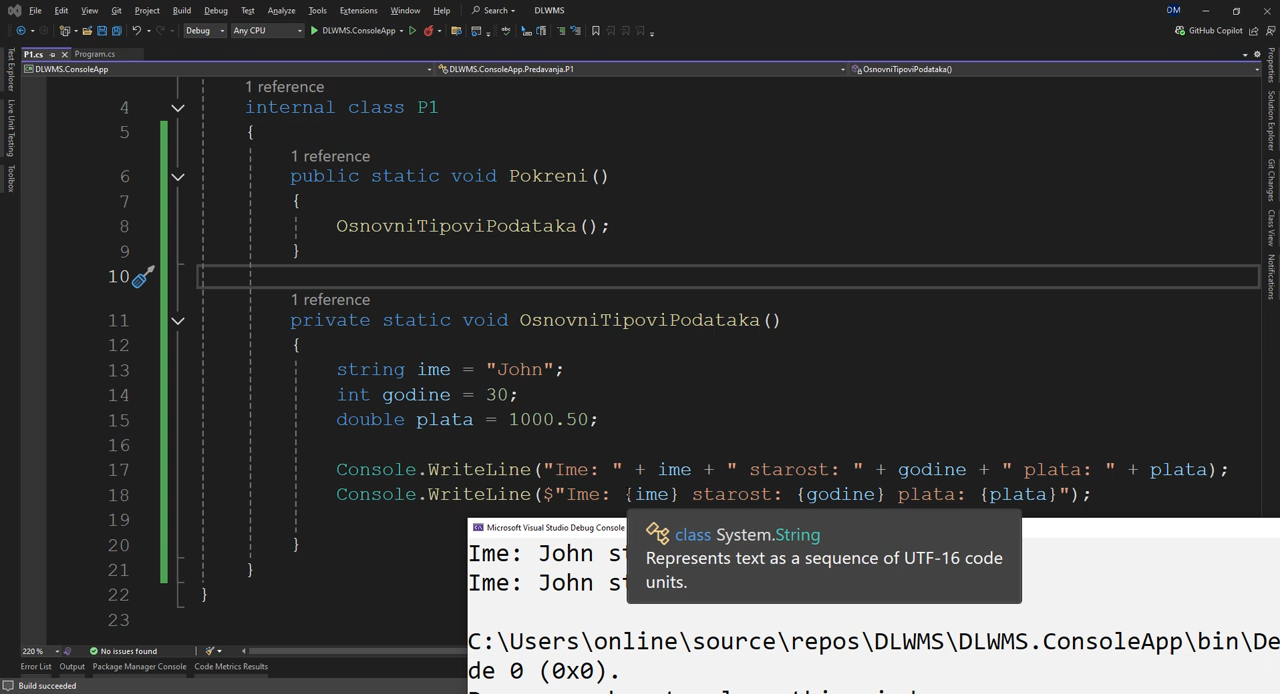 File Edit View Git Project Build Debug Test Analyze Tools Extensions Window Help Search DLWMS DM
Debug Any CPU DLWMS.ConsoleApp GitHub Copilot
P1.cs Program.cs
DLWMS.ConsoleApp DLWMS.ConsoleApp.Predavanja.P1 OsnovniTipoviPodataka()
Test Explorer
Live Unit Testing
Toolbox
1 reference
4 internal class P1
5 {
1 reference
6 public static void Pokreni()
7 {
8 OsnovniTipoviPodataka();
9 }
10
1 reference
11 private static void OsnovniTipoviPodataka()
12 {
13 string ime = "John";
14 int godine = 30;
15 double plata = 1000.50;
16
17 Console.WriteLine("Ime: " + ime + " starost: " + godine + " plata: " + plata);
18 Console.WriteLine($"Ime: {ime} starost: {godine} plata: {plata}");
19
20 }
21 }
22 }
23
Microsoft Visual Studio Debug Console
Ime: John st
Ime: John st
class System.String
Represents text as a sequence of UTF-16 code
units.
C:\Users\online\source\repos\DLWMS\DLWMS.ConsoleApp\bin\De
de 0 (0x0).
Properties
Solution Explorer
Git Changes
Class View
Notifications
220 % No issues found
Error List Output Package Manager Console Code Metrics Results
Build succeeded